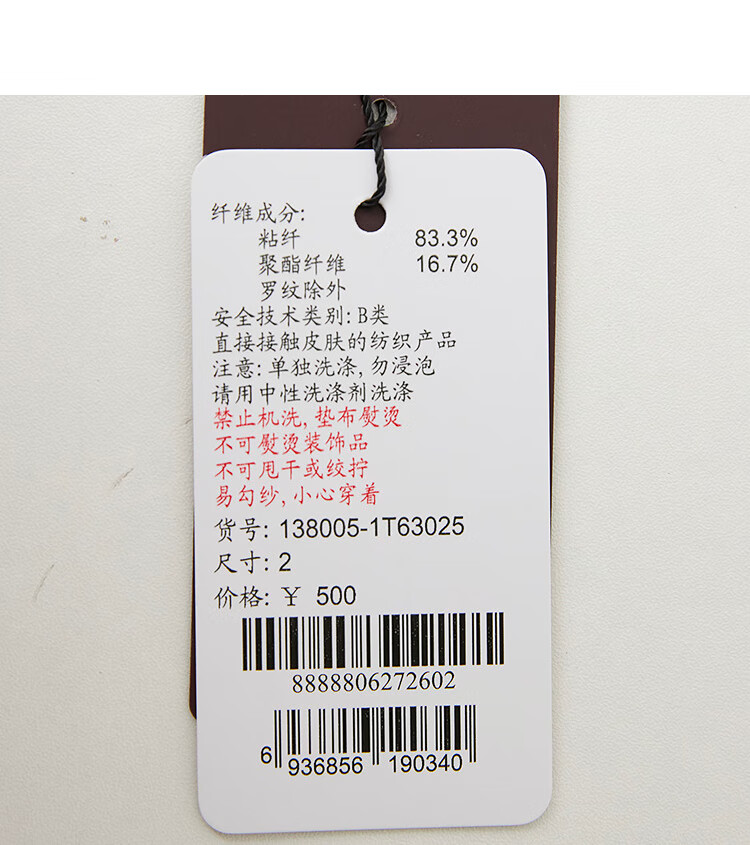 纤维成分:
粘纤 83.3%
聚酯纤维 16.7%
罗纹除外
安全技术类别: B类
直接接触皮肤的纺织产品
注意: 单独洗涤, 勿浸泡
请用中性洗涤剂洗涤
禁止机洗, 垫布熨烫
不可熨烫装饰品
不可甩干或绞拧
易勾纱, 小心穿着
货号: 138005-1T63025
尺寸: 2
价格: ¥ 500
8888806272602
6 936856 190340